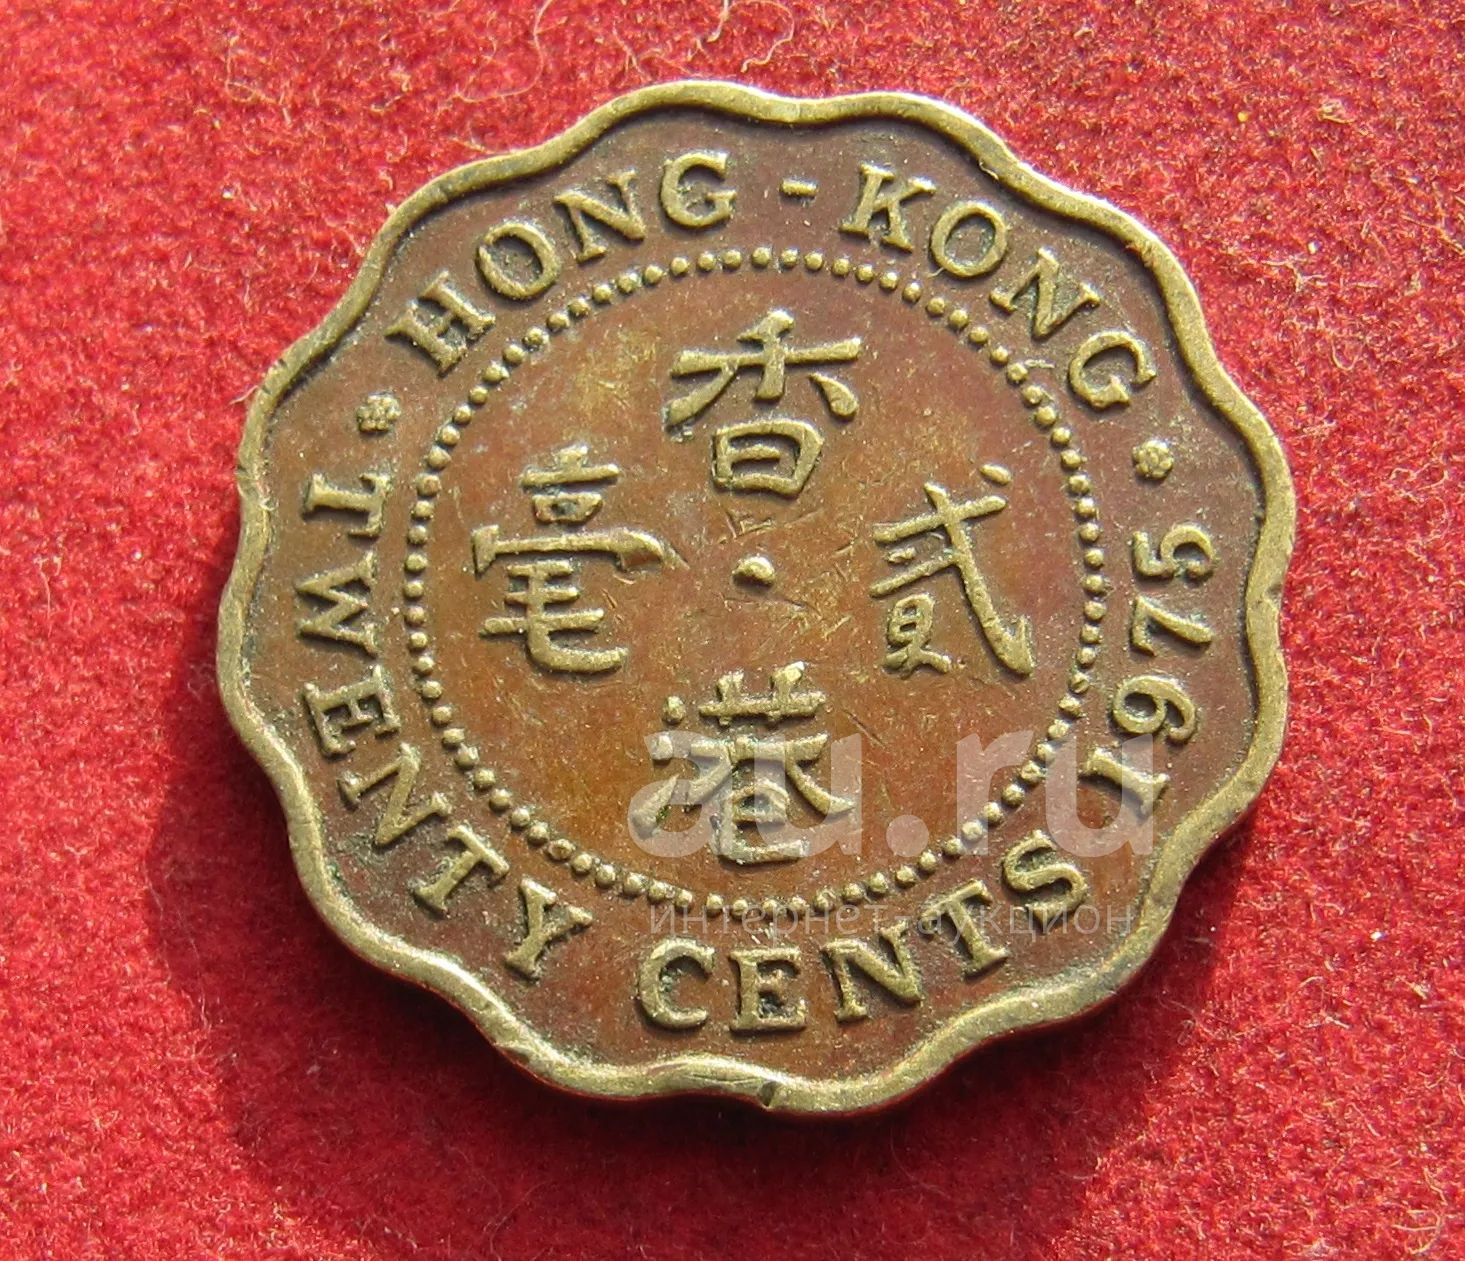 HONG - KONG
1975
TWENTY CENTS
香
毫 貳
港
au.ru
интернет-аукцион